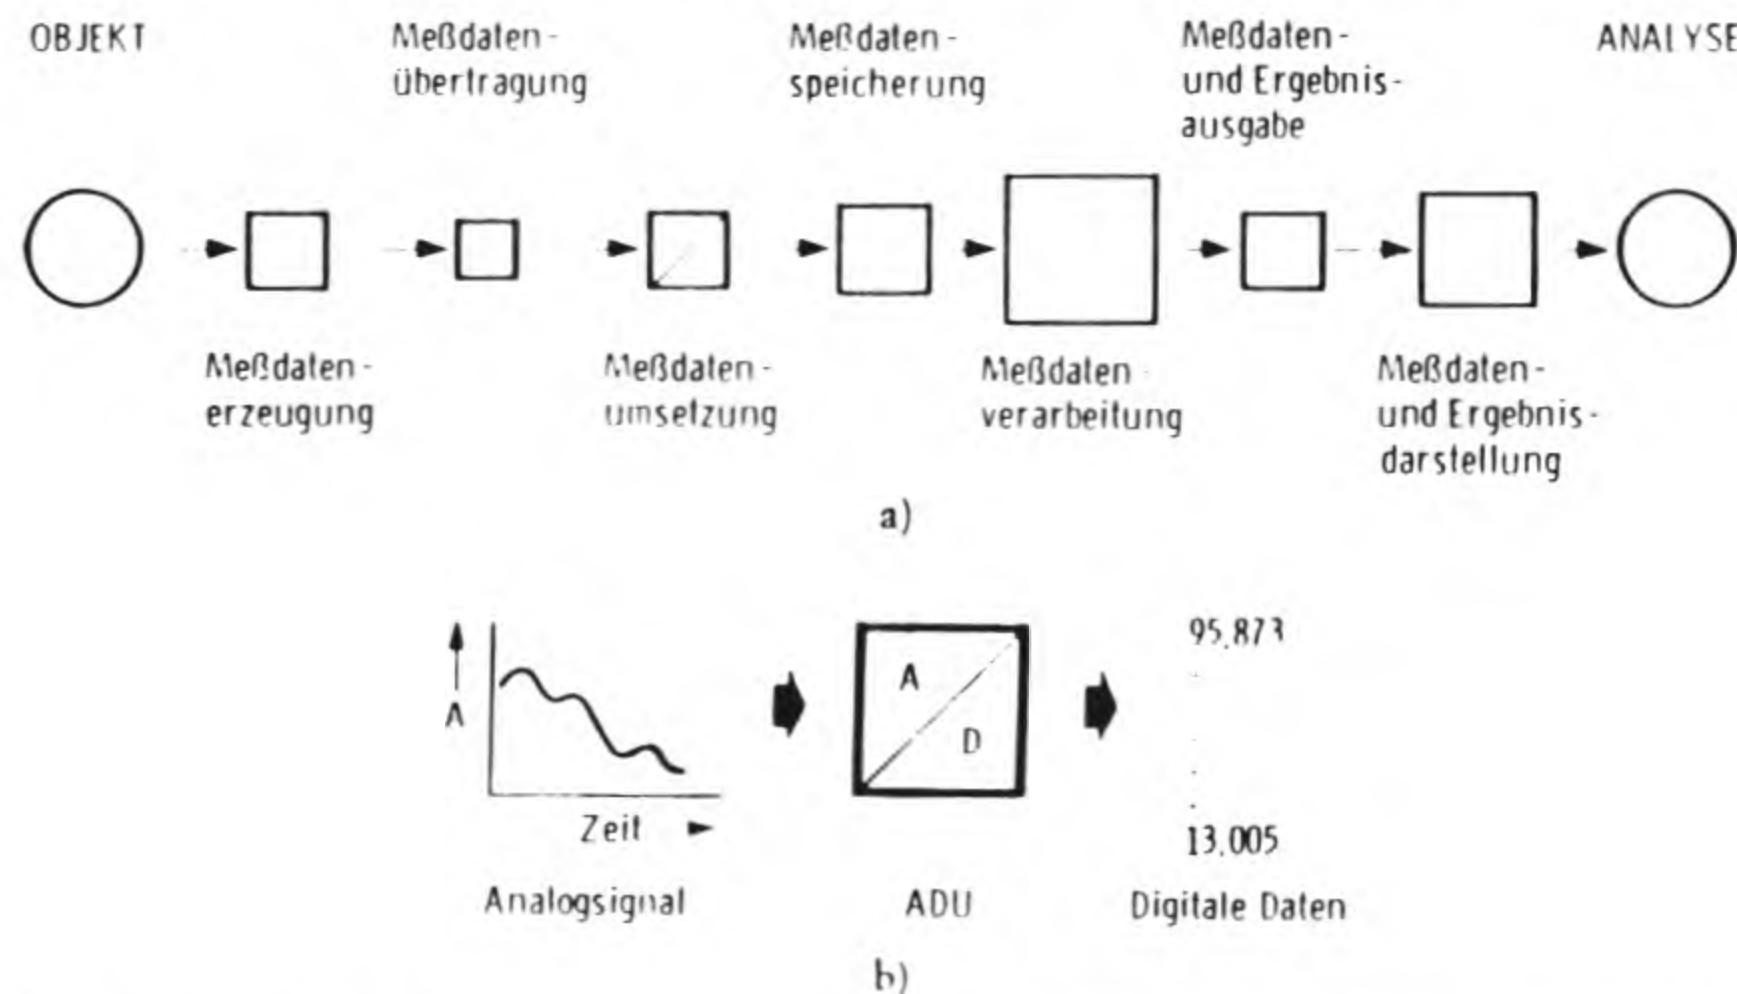 OBJEKT
Meßdaten-
übertragung
Meßdaten-
speicherung
Meßdaten-
und Ergebnis-
ausgabe
ANALYSE
Meßdaten-
erzeugung
Meßdaten-
umsetzung
Meßdaten
verarbeitung
Meßdaten-
und Ergebnis-
darstellung
a)
A
Zeit
Analogsignal
A
D
ADU
95.873
13.005
Digitale Daten
b)